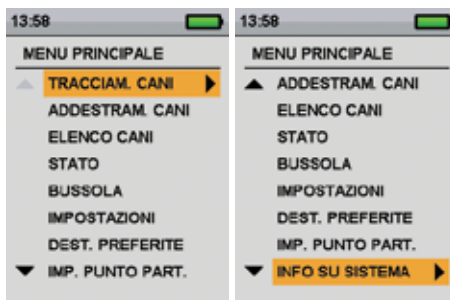 13:58
MENU PRINCIPALE
TRACCIAM. CANI
ADDESTRAM. CANI
ELENCO CANI
STATO
BUSSOLA
IMPOSTAZIONI
DEST. PREFERITE
IMP. PUNTO PART.
13:58
MENU PRINCIPALE
ADDESTRAM. CANI
ELENCO CANI
STATO
BUSSOLA
IMPOSTAZIONI
DEST. PREFERITE
IMP. PUNTO PART.
INFO SU SISTEMA